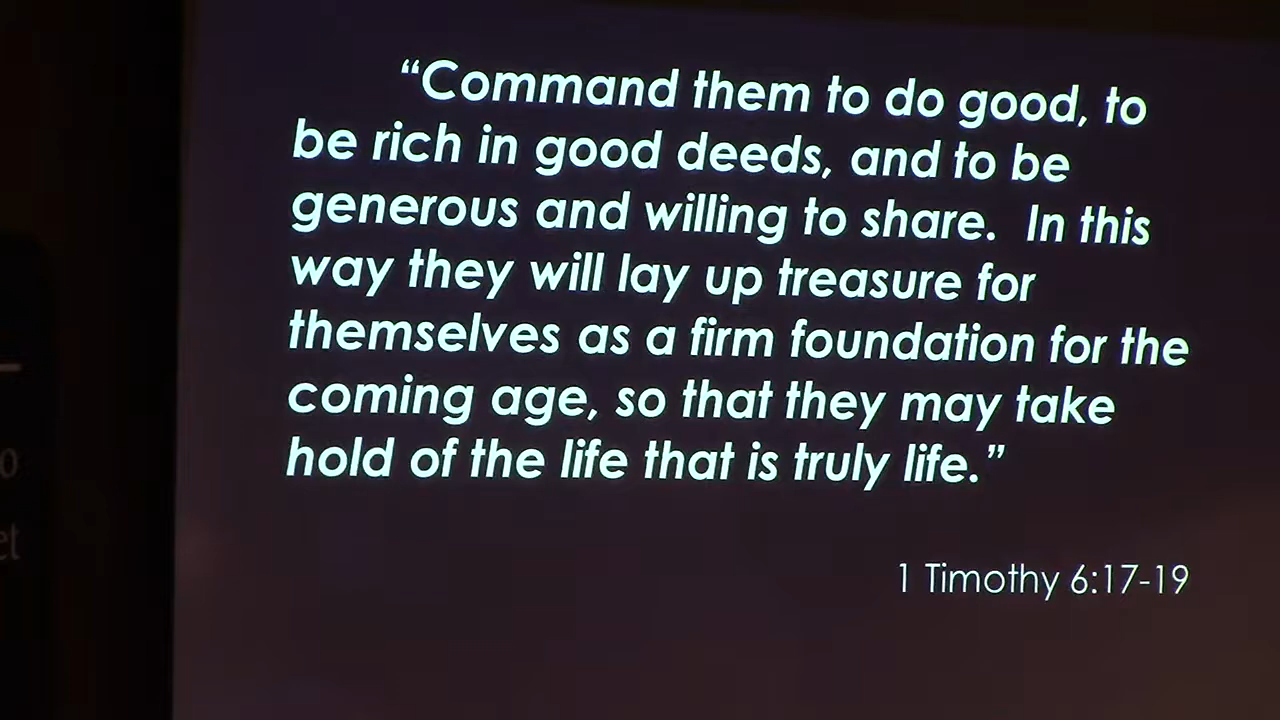 “Command them to do good, to
be rich in good deeds, and to be
generous and willing to share.  In this
way they will lay up treasure for
themselves as a firm foundation for the
coming age, so that they may take
hold of the life that is truly life.”
1 Timothy 6:17-19